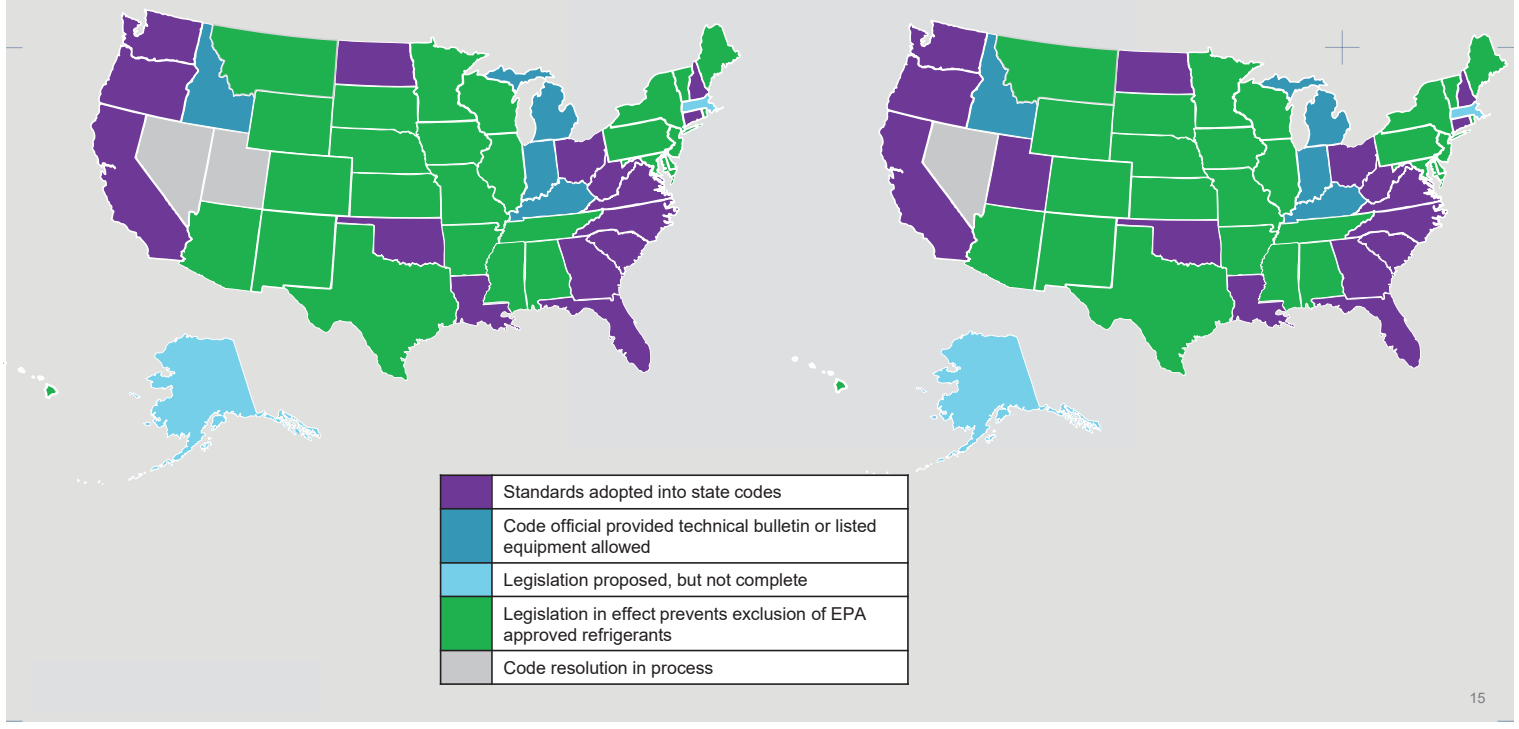 Standards adopted into state codes
Code official provided technical bulletin or listed
equipment allowed
Legislation proposed, but not complete
Legislation in effect prevents exclusion of EPA
approved refrigerants
Code resolution in process
15